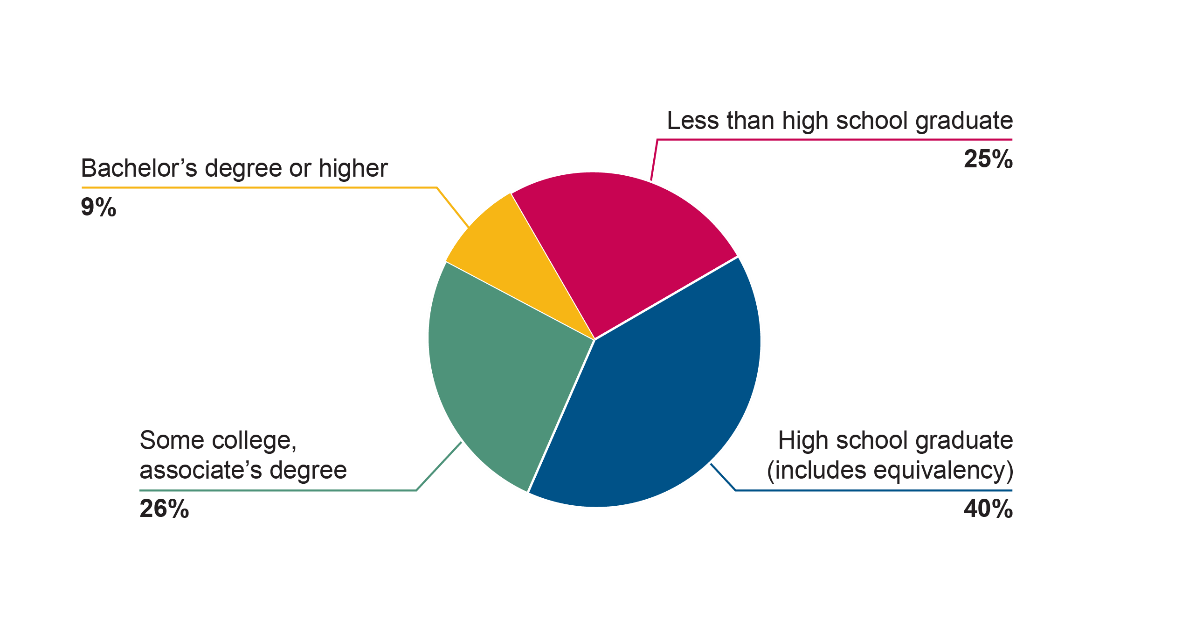 Less than high school graduate
25%
Bachelor’s degree or higher
9%
Some college,
associate’s degree
26%
High school graduate
(includes equivalency)
40%